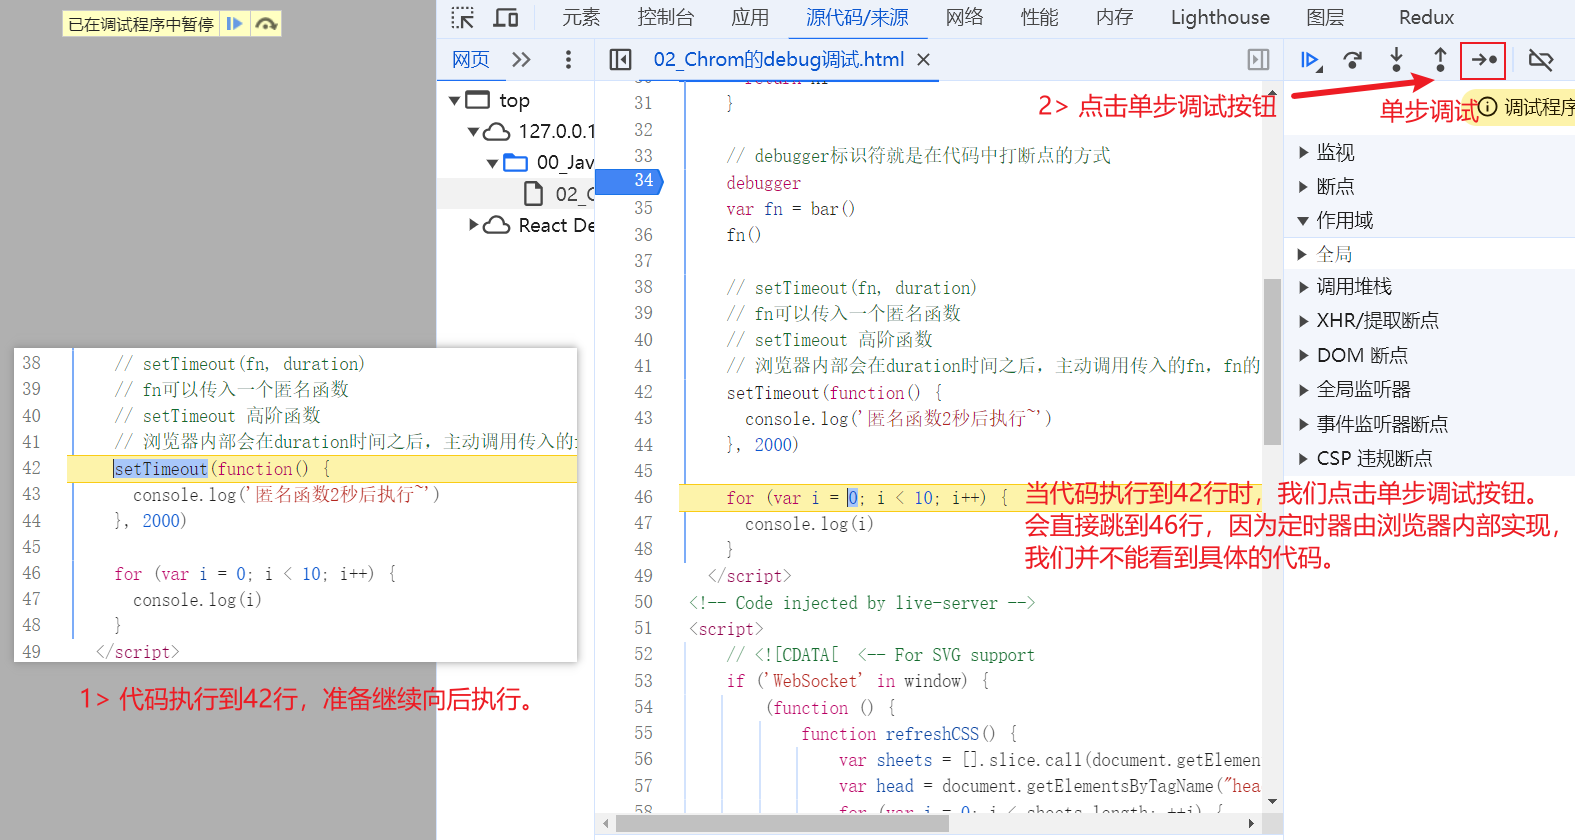 已在调试程序中暂停
元素 控制台 应用 源代码/来源 网络 性能 内存 Lighthouse 图层 Redux
网页
02_Chrom的debug调试.html
top
127.0.0.1
00_Jav
02_C
React De
31 }
32
33 // debugger标识符就是在代码中打断点的方式
34 debugger
35 var fn = bar()
36 fn()
37
38 // setTimeout(fn, duration)
39 // fn可以传入一个匿名函数
40 // setTimeout 高阶函数
41 // 浏览器内部会在duration时间之后，主动调用传入的fn，fn的
42 setTimeout(function() {
43 console.log('匿名函数2秒后执行~')
44 }, 2000)
45
46 for (var i = 0; i < 10; i++) {
47 console.log(i)
48 }
49 </script>
50 <!-- Code injected by live-server -->
51 <script>
52 // <![CDATA[ <-- For SVG support
53 if ('WebSocket' in window) {
54 (function () {
55 function refreshCSS() {
56 var sheets = [].slice.call(document.getElemen
57 var head = document.getElementsByTagName("hea
58 for (var i = 0; i < sheets.length; ++i) {
2> 点击单步调试按钮
单步调试
调试程序
监视
断点
作用域
全局
调用堆栈
XHR/提取断点
DOM 断点
全局监听器
事件监听器断点
CSP 违规断点
当代码执行到42行时，我们点击单步调试按钮。
会直接跳到46行，因为定时器由浏览器内部实现，
我们并不能看到具体的代码。
38 // setTimeout(fn, duration)
39 // fn可以传入一个匿名函数
40 // setTimeout 高阶函数
41 // 浏览器内部会在duration时间之后，主动调用传入的
42 setTimeout(function() {
43 console.log('匿名函数2秒后执行~')
44 }, 2000)
45
46 for (var i = 0; i < 10; i++) {
47 console.log(i)
48 }
49 </script>
1> 代码执行到42行，准备继续向后执行。